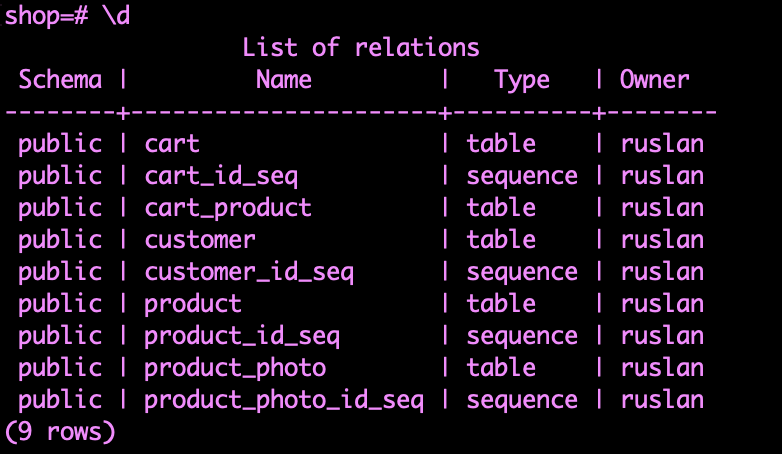 shop=# \d
                 List of relations
 Schema |         Name         |   Type   | Owner
--------+----------------------+----------+--------
 public | cart                 | table    | ruslan
 public | cart_id_seq          | sequence | ruslan
 public | cart_product         | table    | ruslan
 public | customer             | table    | ruslan
 public | customer_id_seq      | sequence | ruslan
 public | product              | table    | ruslan
 public | product_id_seq       | sequence | ruslan
 public | product_photo        | table    | ruslan
 public | product_photo_id_seq | sequence | ruslan
(9 rows)